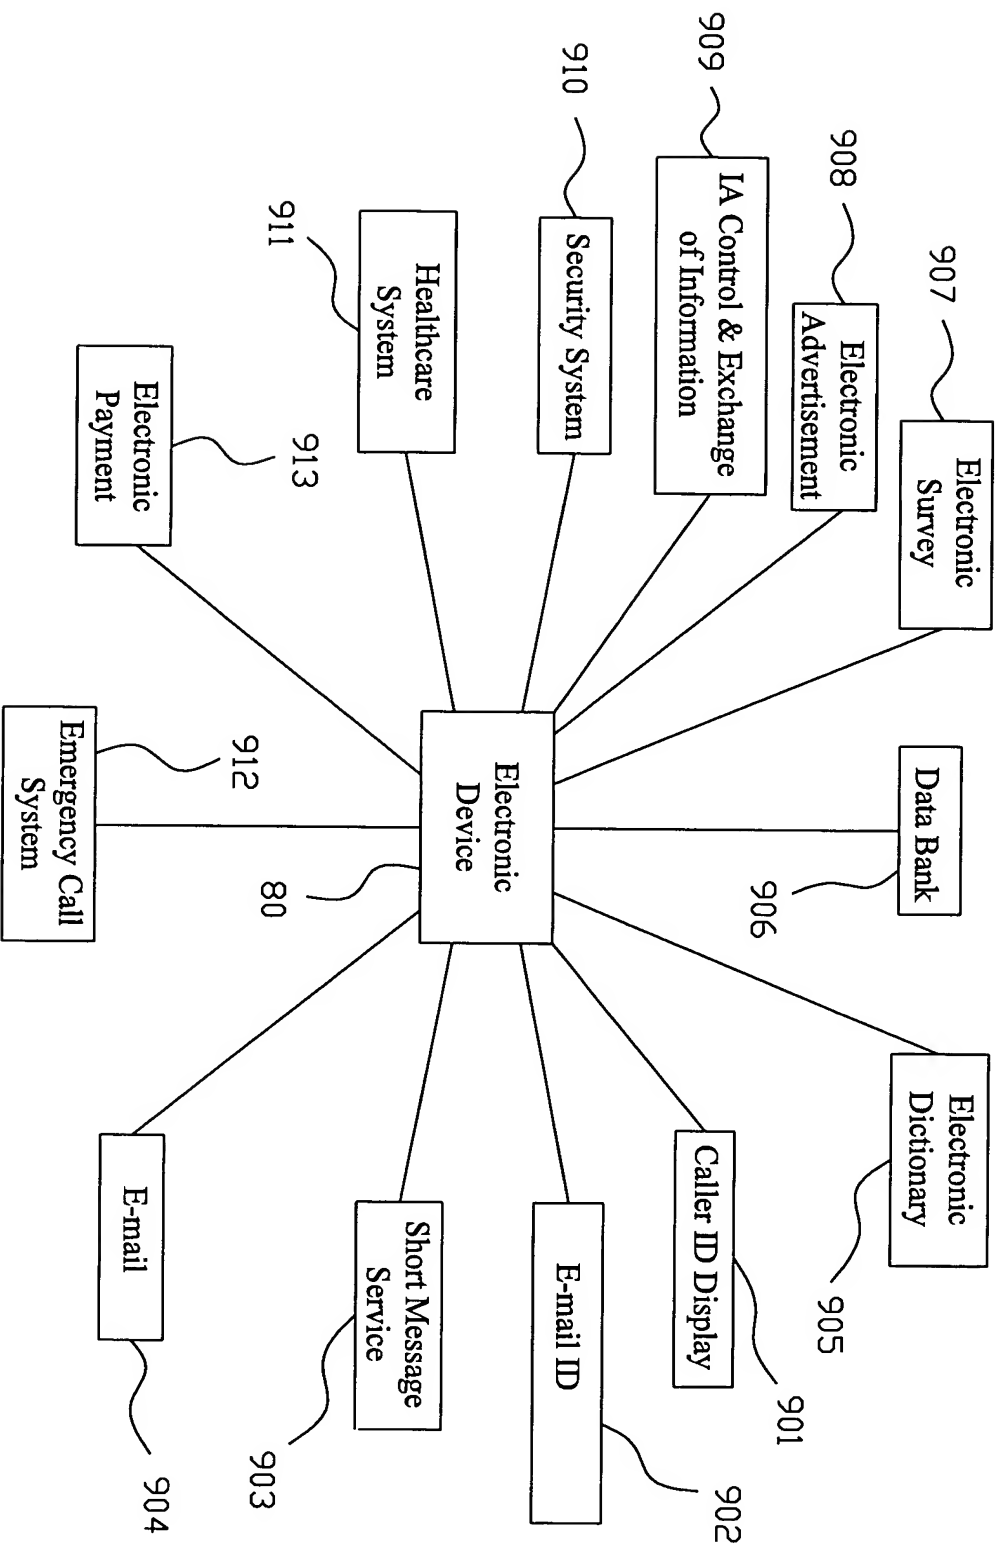 907
Electronic
Survey
Data Bank
906
Electronic
Dictionary
905
908
Electronic
Advertisement
909
IA Control & Exchange
of Information
Caller ID Display
901
910
Security System
Electronic
Device
80
E-mail ID
902
911
Healthcare
System
Short Message
Service
903
913
Electronic
Payment
912
Emergency Call
System
E-mail
904